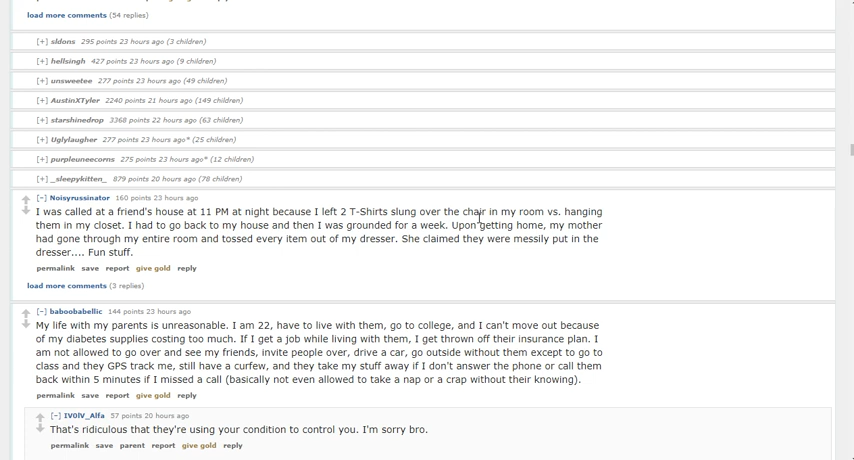 load more comments (54 replies)
[+] sldons 295 points 23 hours ago (3 children)
[+] hellsingh 427 points 23 hours ago (9 children)
[+] unsweetee 277 points 23 hours ago (49 children)
[+] AustinXTyler 2240 points 21 hours ago (149 children)
[+] starshinedrop 3368 points 22 hours ago (63 children)
[+] Uglylaugher 277 points 23 hours ago* (25 children)
[+] purpleuneecorns 275 points 23 hours ago* (12 children)
[+] _sleepykitten_ 879 points 20 hours ago (78 children)
[–] Noisyrussinator 160 points 23 hours ago
I was called at a friend's house at 11 PM at night because I left 2 T-Shirts slung over the chair in my room vs. hanging
them in my closet. I had to go back to my house and then I was grounded for a week. Upon getting home, my mother
had gone through my entire room and tossed every item out of my dresser. She claimed they were messily put in the
dresser.... Fun stuff.
permalink save report give gold reply
load more comments (3 replies)
[–] baboobabellic 144 points 23 hours ago
My life with my parents is unreasonable. I am 22, have to live with them, go to college, and I can't move out because
of my diabetes supplies costing too much. If I get a job while living with them, I get thrown off their insurance plan. I
am not allowed to go over and see my friends, invite people over, drive a car, go outside without them except to go to
class and they GPS track me, still have a curfew, and they take my stuff away if I don't answer the phone or call them
back within 5 minutes if I missed a call (basically not even allowed to take a nap or a crap without their knowing).
permalink save report give gold reply
[–] IV0lV_Alfa 57 points 20 hours ago
That's ridiculous that they're using your condition to control you. I'm sorry bro.
permalink save parent report give gold reply